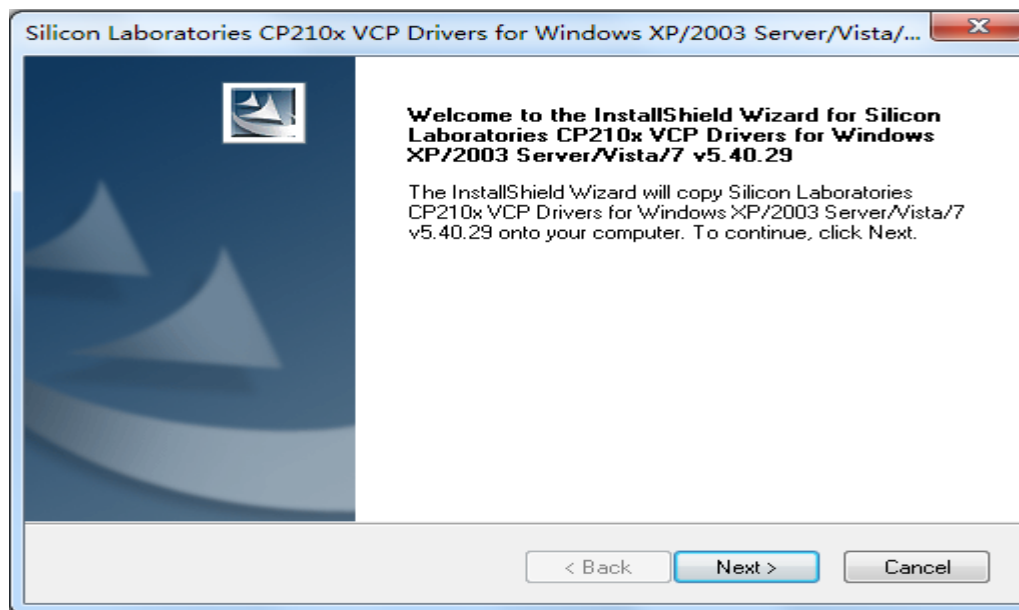 Silicon Laboratories CP210x VCP Drivers for Windows XP/2003 Server/Vista/...
Welcome to the InstallShield Wizard for Silicon
Laboratories CP210x VCP Drivers for Windows
XP/2003 Server/Vista/7 v5.40.29
The InstallShield Wizard will copy Silicon Laboratories
CP210x VCP Drivers for Windows XP/2003 Server/Vista/7
v5.40.29 onto your computer. To continue, click Next.
< Back Next > Cancel